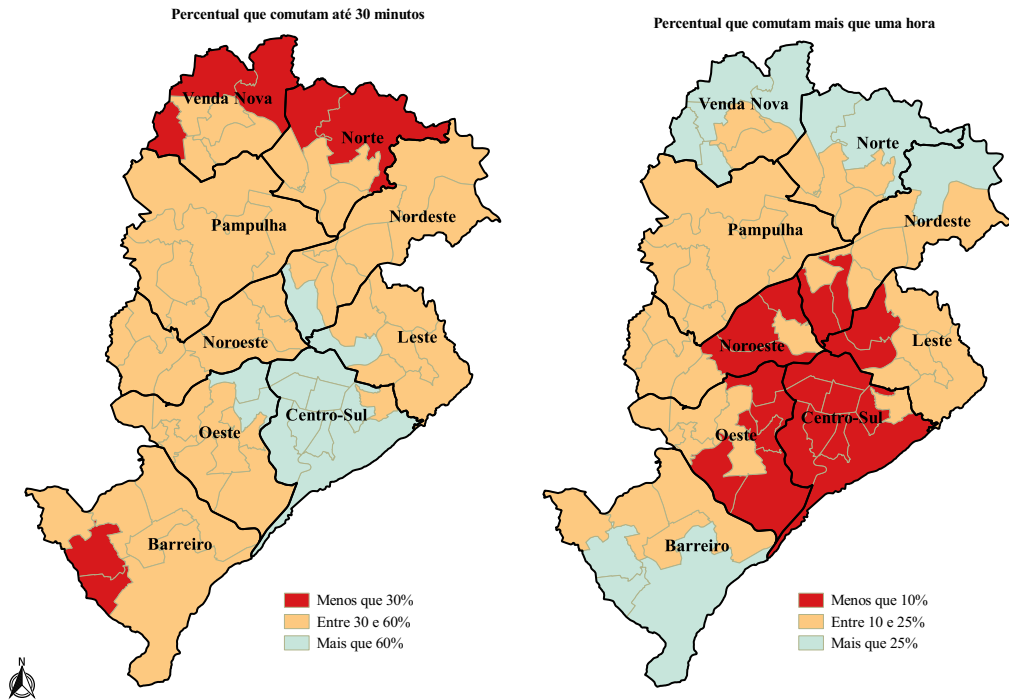 Percentual que comutam até 30 minutos
Venda Nova
Norte
Nordeste
Pampulha
Noroeste
Leste
Centro-Sul
Oeste
Barreiro
Menos que 30%
Entre 30 e 60%
Mais que 60%
N
Percentual que comutam mais que uma hora
Venda Nova
Norte
Nordeste
Pampulha
Noroeste
Leste
Centro-Sul
Oeste
Barreiro
Menos que 10%
Entre 10 e 25%
Mais que 25%